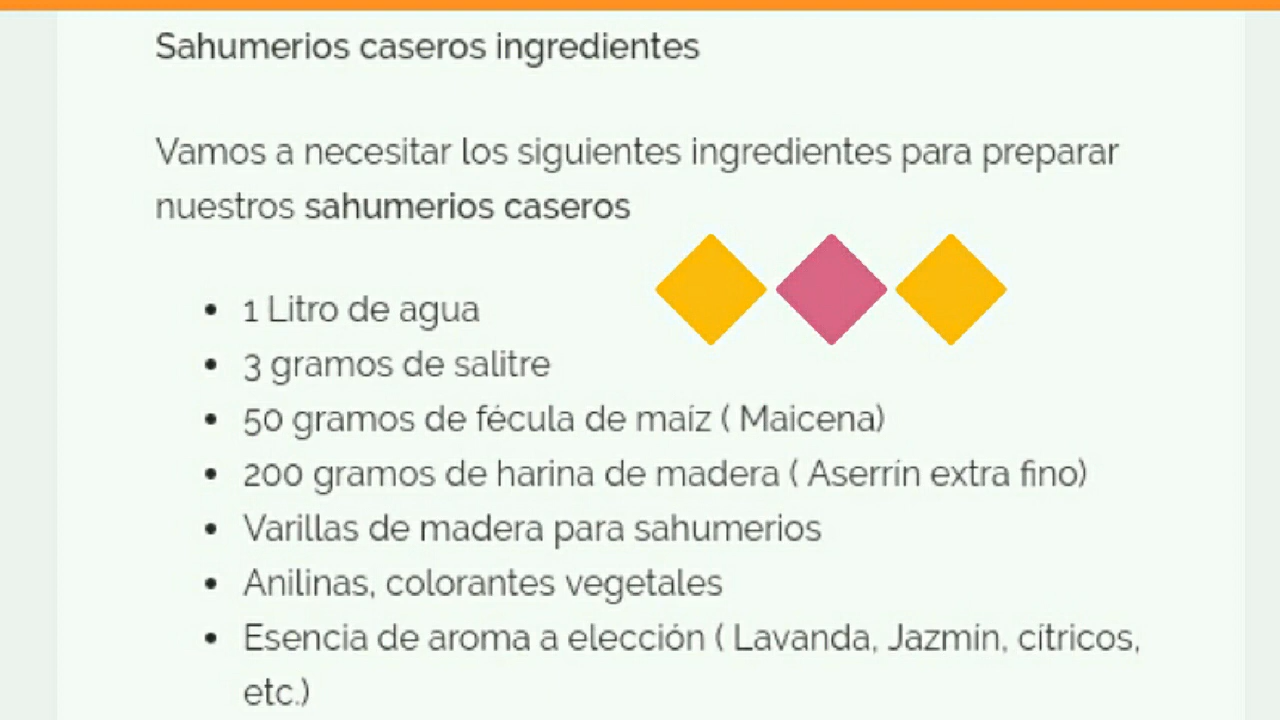 Sahumerios caseros ingredientes
Vamos a necesitar los siguientes ingredientes para preparar
nuestros sahumerios caseros
• 1 Litro de agua
• 3 gramos de salitre
• 50 gramos de fécula de maíz ( Maicena)
• 200 gramos de harina de madera ( Aserrín extra fino)
• Varillas de madera para sahumerios
• Anilinas, colorantes vegetales
• Esencia de aroma a elección ( Lavanda, Jazmín, cítricos,
etc.)